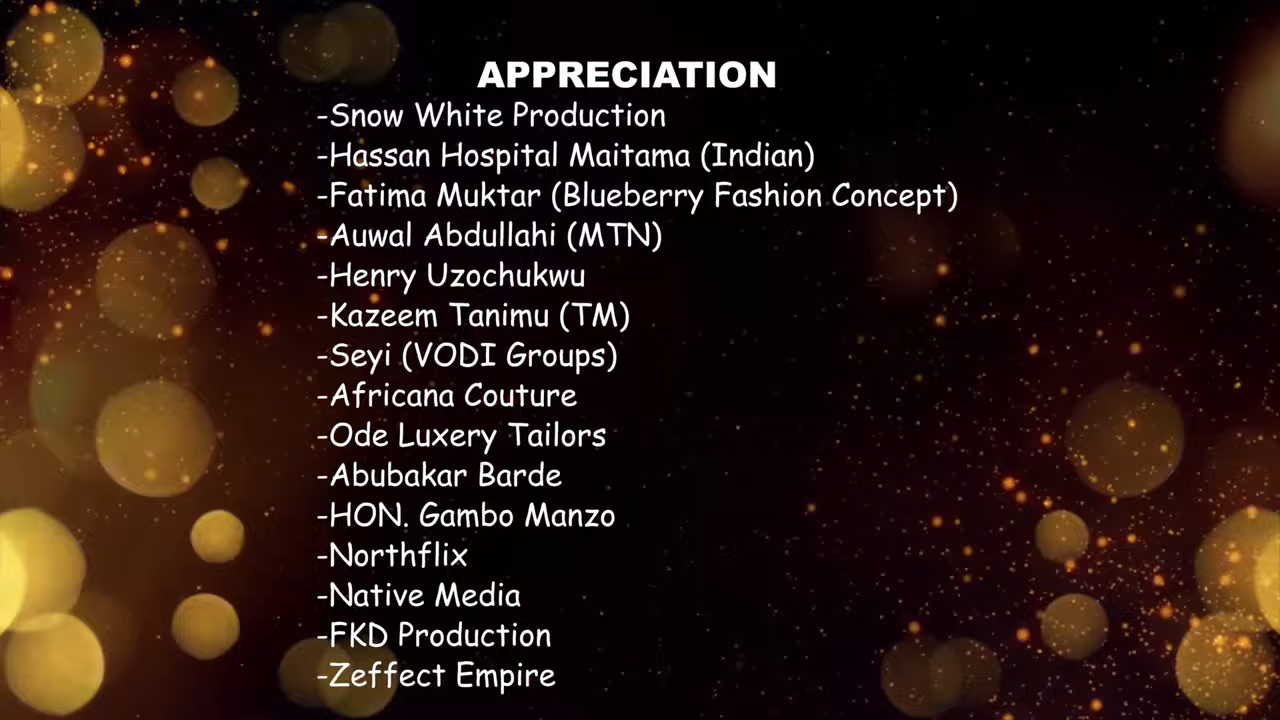 APPRECIATION
-Snow White Production
-Hassan Hospital Maitama (Indian)
-Fatima Muktar (Blueberry Fashion Concept)
-Auwal Abdullahi (MTN)
-Henry Uzochukwu
-Kazeem Tanimu (TM)
-Seyi (VODI Groups)
-Africana Couture
-Ode Luxery Tailors
-Abubakar Barde
-HON. Gambo Manzo
-Northflix
-Native Media
-FKD Production
-Zeffect Empire